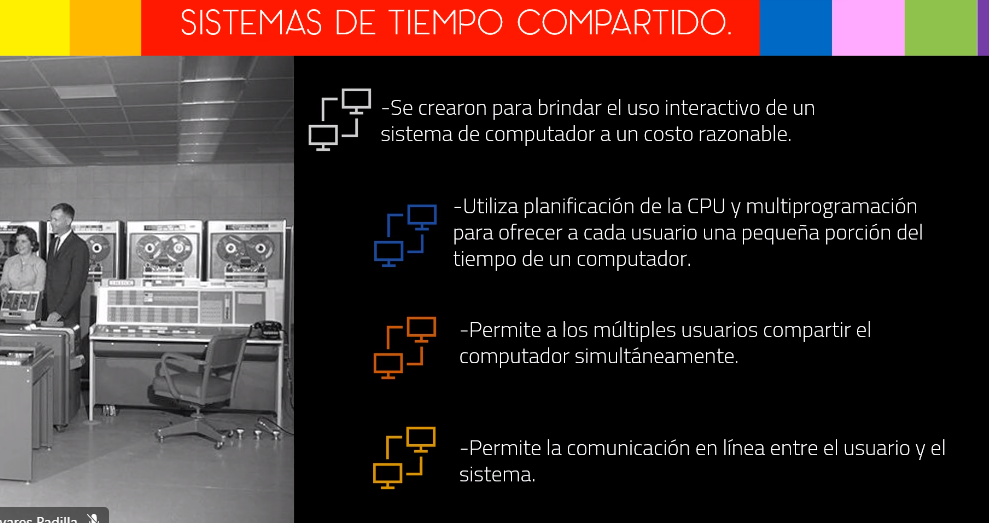 SISTEMAS DE TIEMPO COMPARTIDO.
-Se crearon para brindar el uso interactivo de un
sistema de computador a un costo razonable.
-Utiliza planificación de la CPU y multiprogramación
para ofrecer a cada usuario una pequeña porción del
tiempo de un computador.
-Permite a los múltiples usuarios compartir el
computador simultáneamente.
-Permite la comunicación en línea entre el usuario y el
sistema.
Padilla